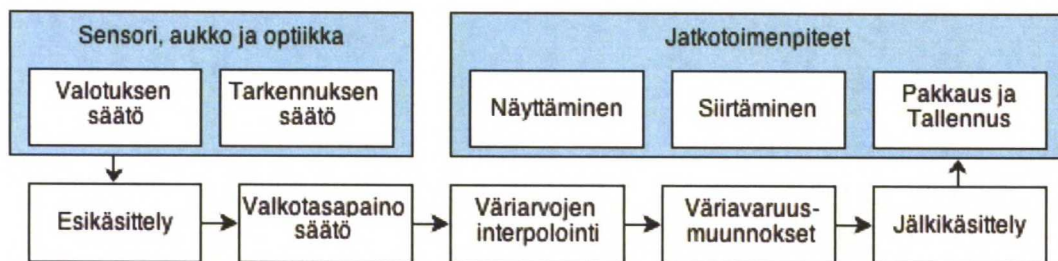 Sensori, aukko ja optiikka
Valotuksen
säätö
Tarkennuksen
säätö
Jatkotoimenpiteet
Näyttäminen
Siirtäminen
Pakkaus ja
Tallennus
Esikäsittely
Valkotasapaino
säätö
Väriarvojen
interpolointi
Väriavaruus-
muunnokset
Jälkikäsittely